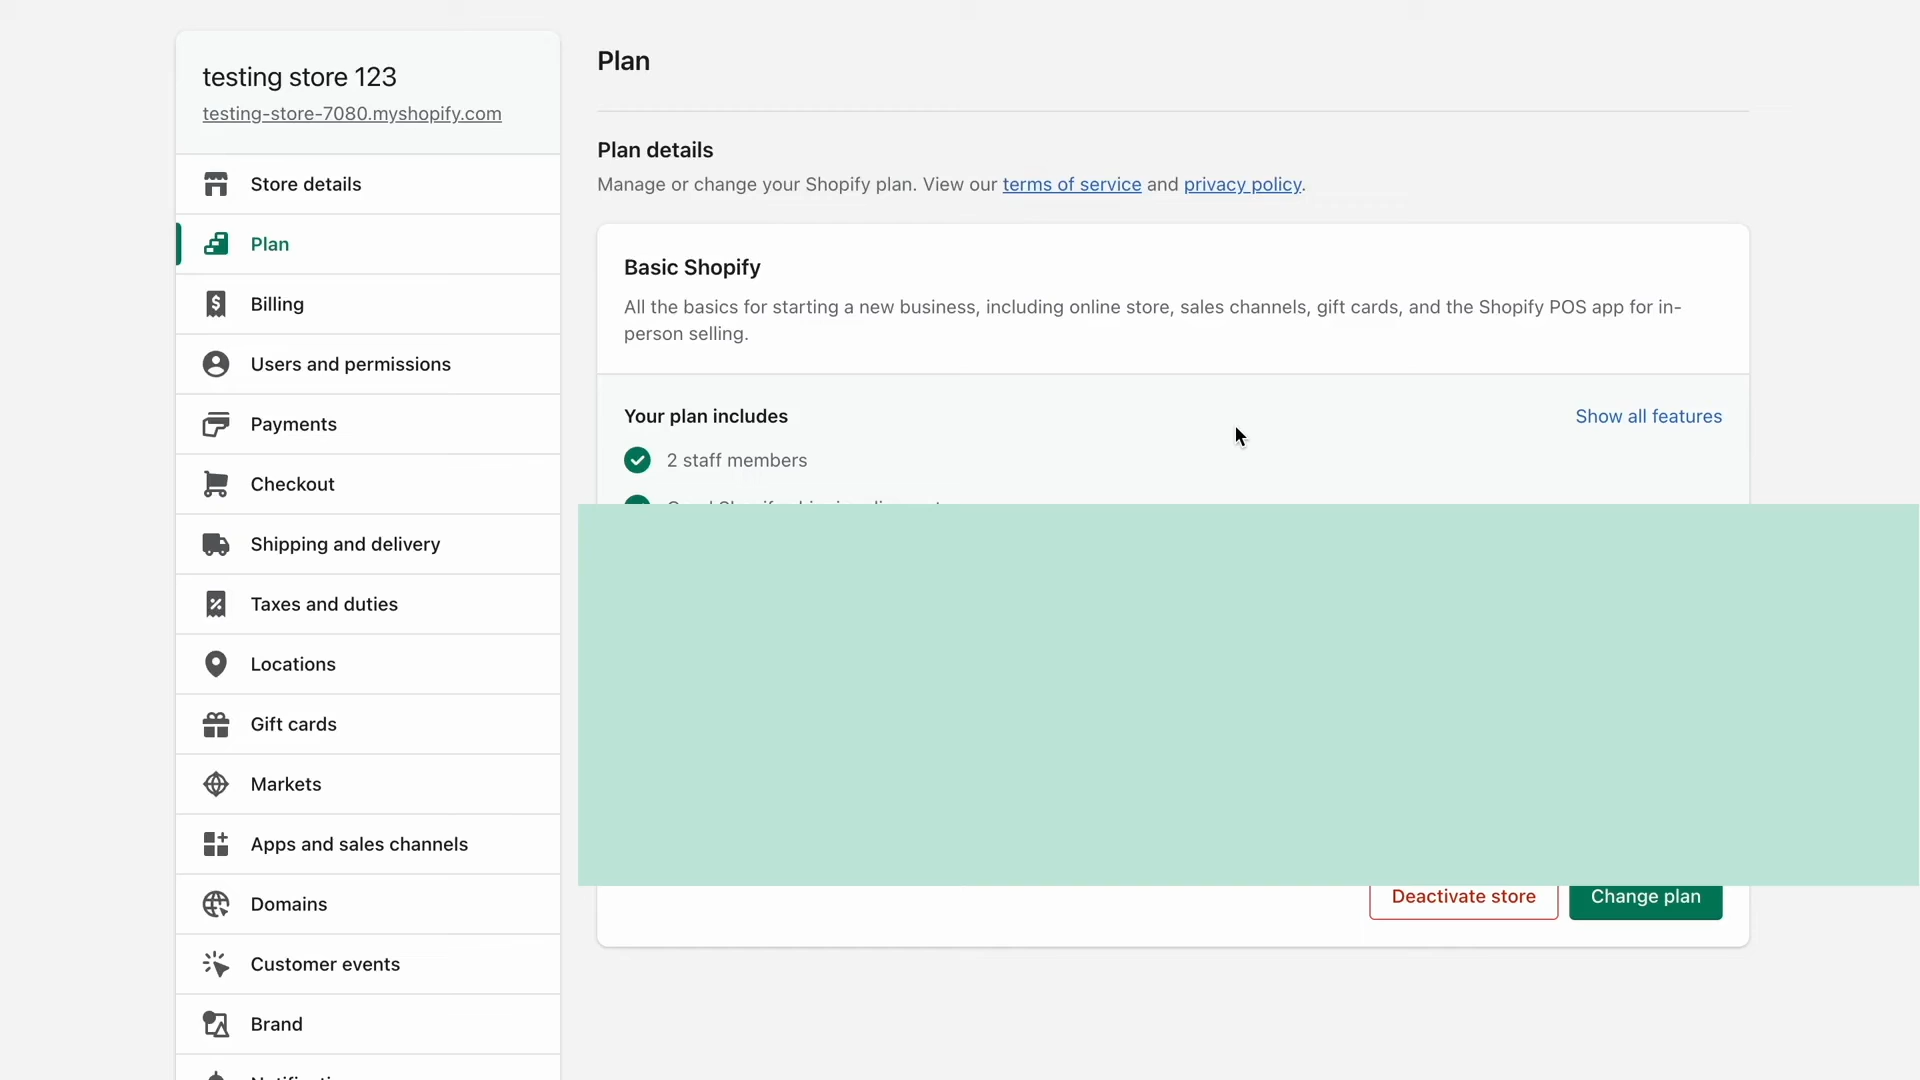 testing store 123
testing-store-7080.myshopify.com
Store details
Plan
Billing
Users and permissions
Payments
Checkout
Shipping and delivery
Taxes and duties
Locations
Gift cards
Markets
Apps and sales channels
Domains
Customer events
Brand
Plan
Plan details
Manage or change your Shopify plan. View our terms of service and privacy policy.
Basic Shopify
All the basics for starting a new business, including online store, sales channels, gift cards, and the Shopify POS app for in-
person selling.
Your plan includes
Show all features
2 staff members
Deactivate store
Change plan